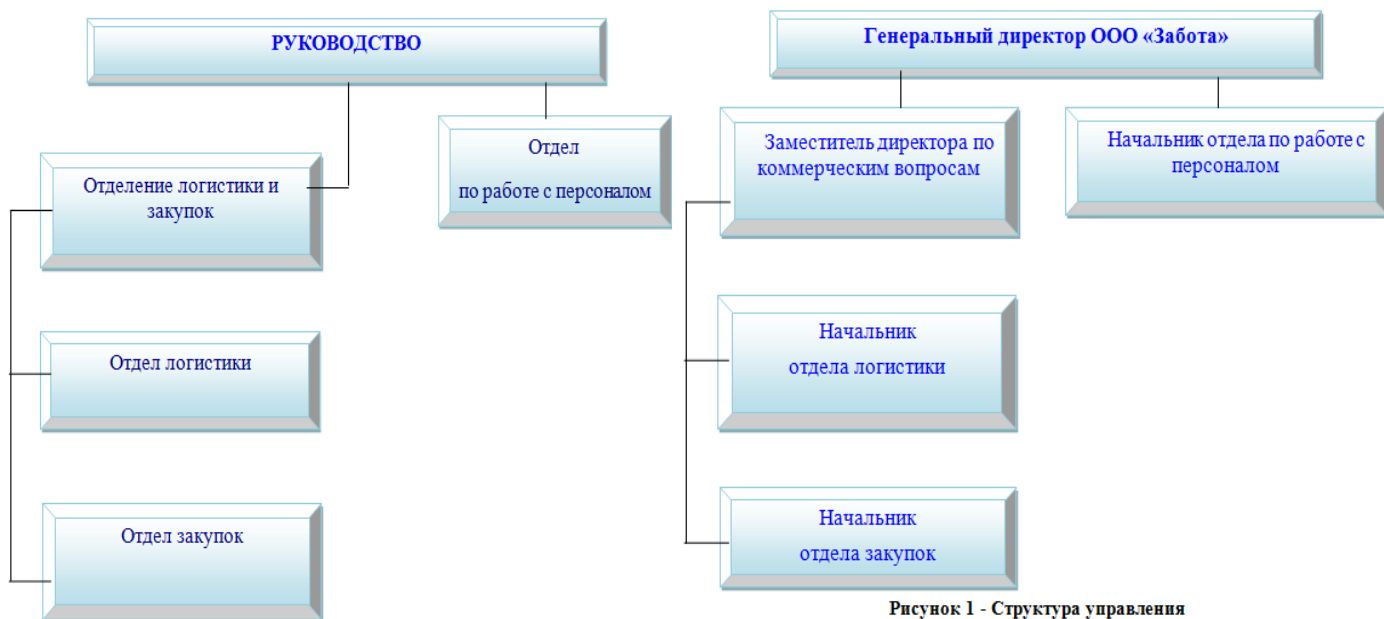 РУКОВОДСТВО
Отдел
по работе с персоналом
Отделение логистики и
закупок
Отдел логистики
Отдел закупок
Генеральный директор ООО «Забота»
Заместитель директора по
коммерческим вопросам
Начальник отдела по работе с
персоналом
Начальник
отдела логистики
Начальник
отдела закупок
Рисунок 1 - Структура управления